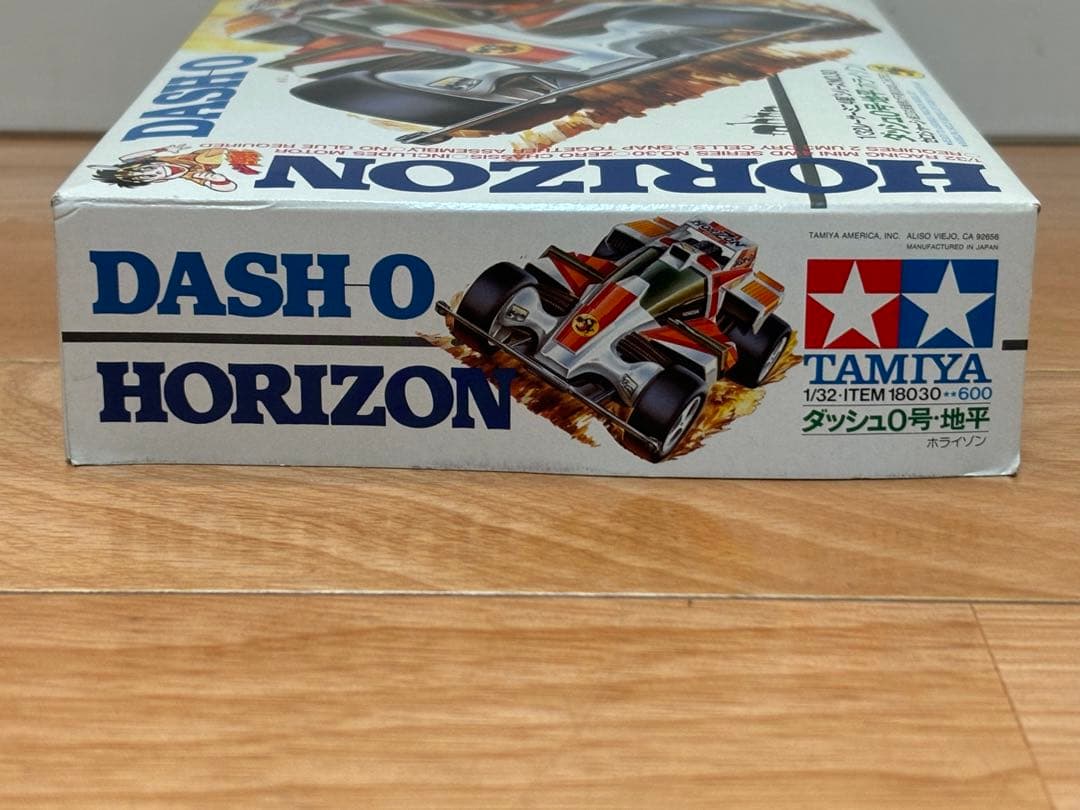 DASH-0
HORIZON
1/32 RACING MINI 4WD SERIES NO.30 □ ZERO CHASSIS □ INCLUDES MOTOR
REQUIRES 2 UM-3 DRY CELLS □ SNAP TOGETHER ASSEMBLY-NO GLUE REQUIRED
DASH-0
HORIZON
TAMIYA AMERICA, INC. ALISO VIEJO, CA 92656
MANUFACTURED IN JAPAN
TAMIYA
1/32・ITEM 18030 ★★600
ダッシュ0号・地平
ホライゾン